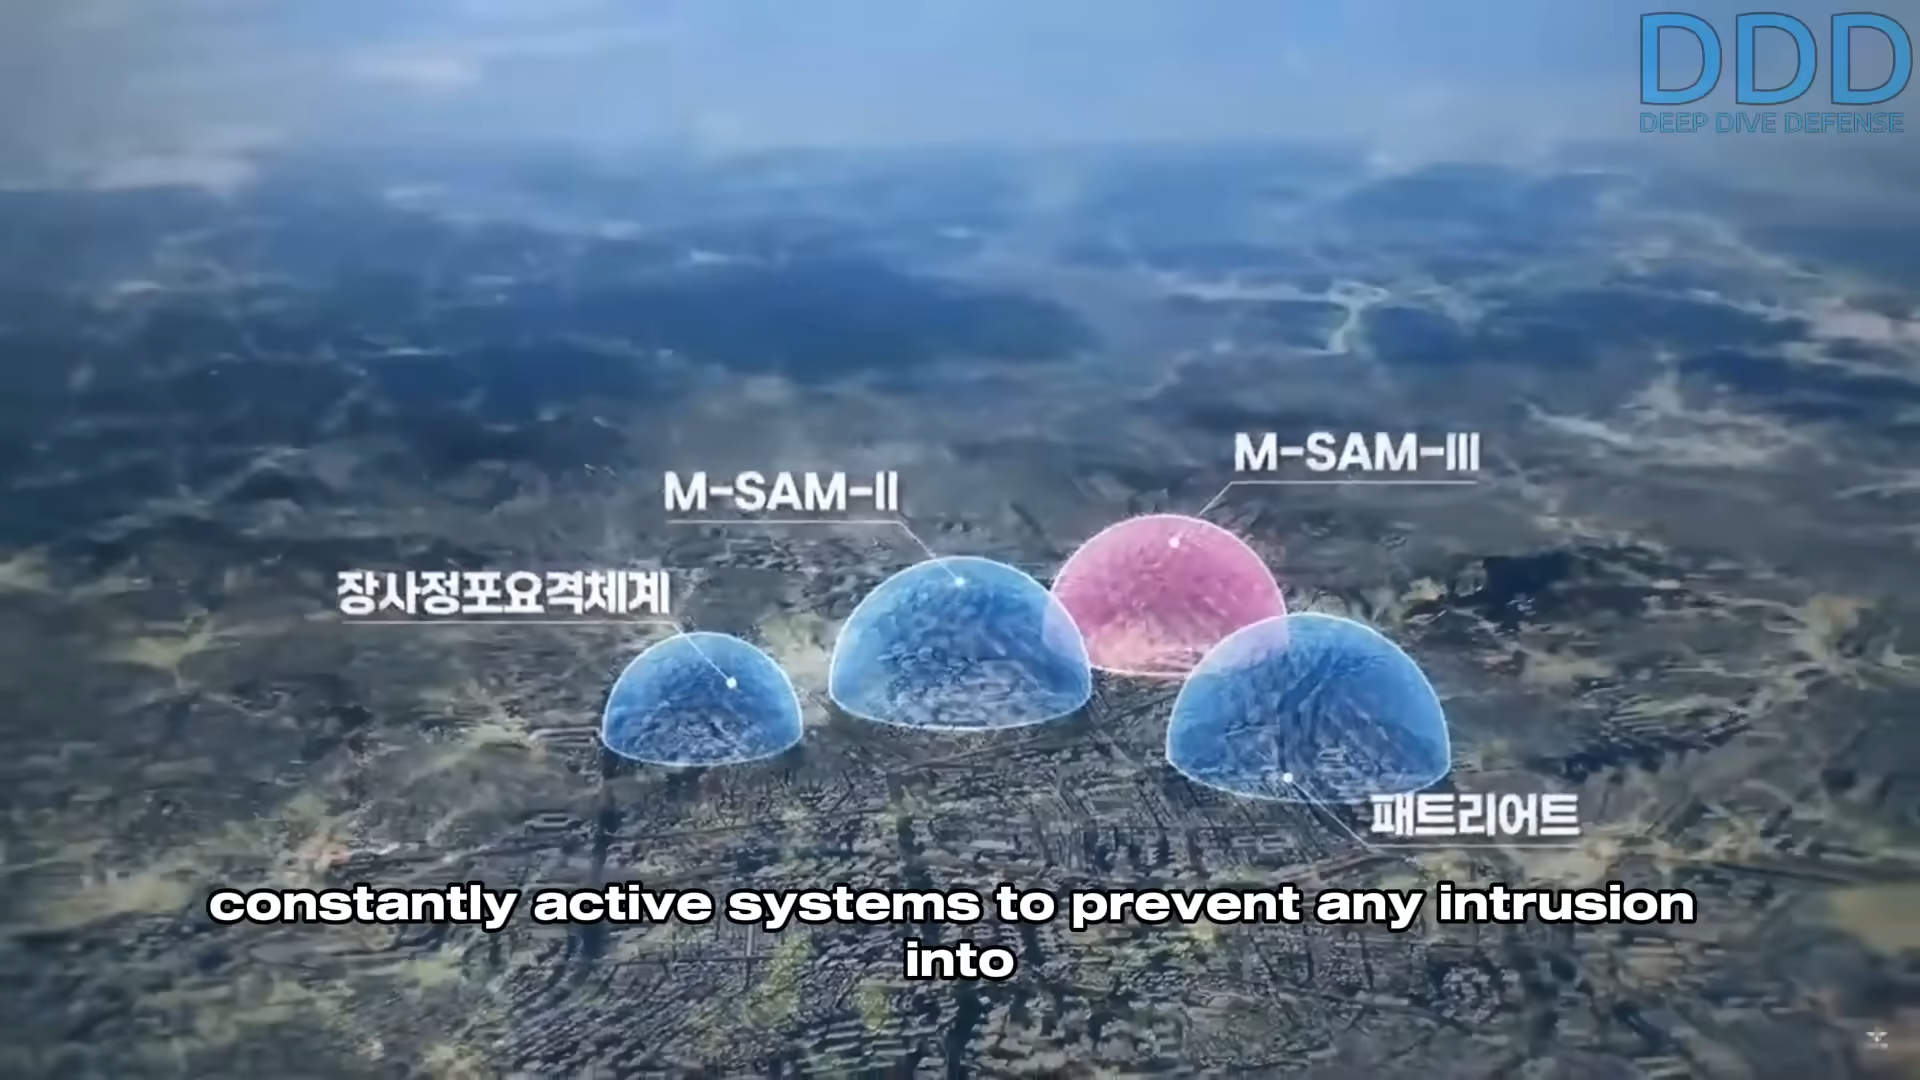 DDD
DEEP DIVE DEFENSE
M-SAM-III
M-SAM-II
장사정포요격체계
패트리어트
constantly active systems to prevent any intrusion
into